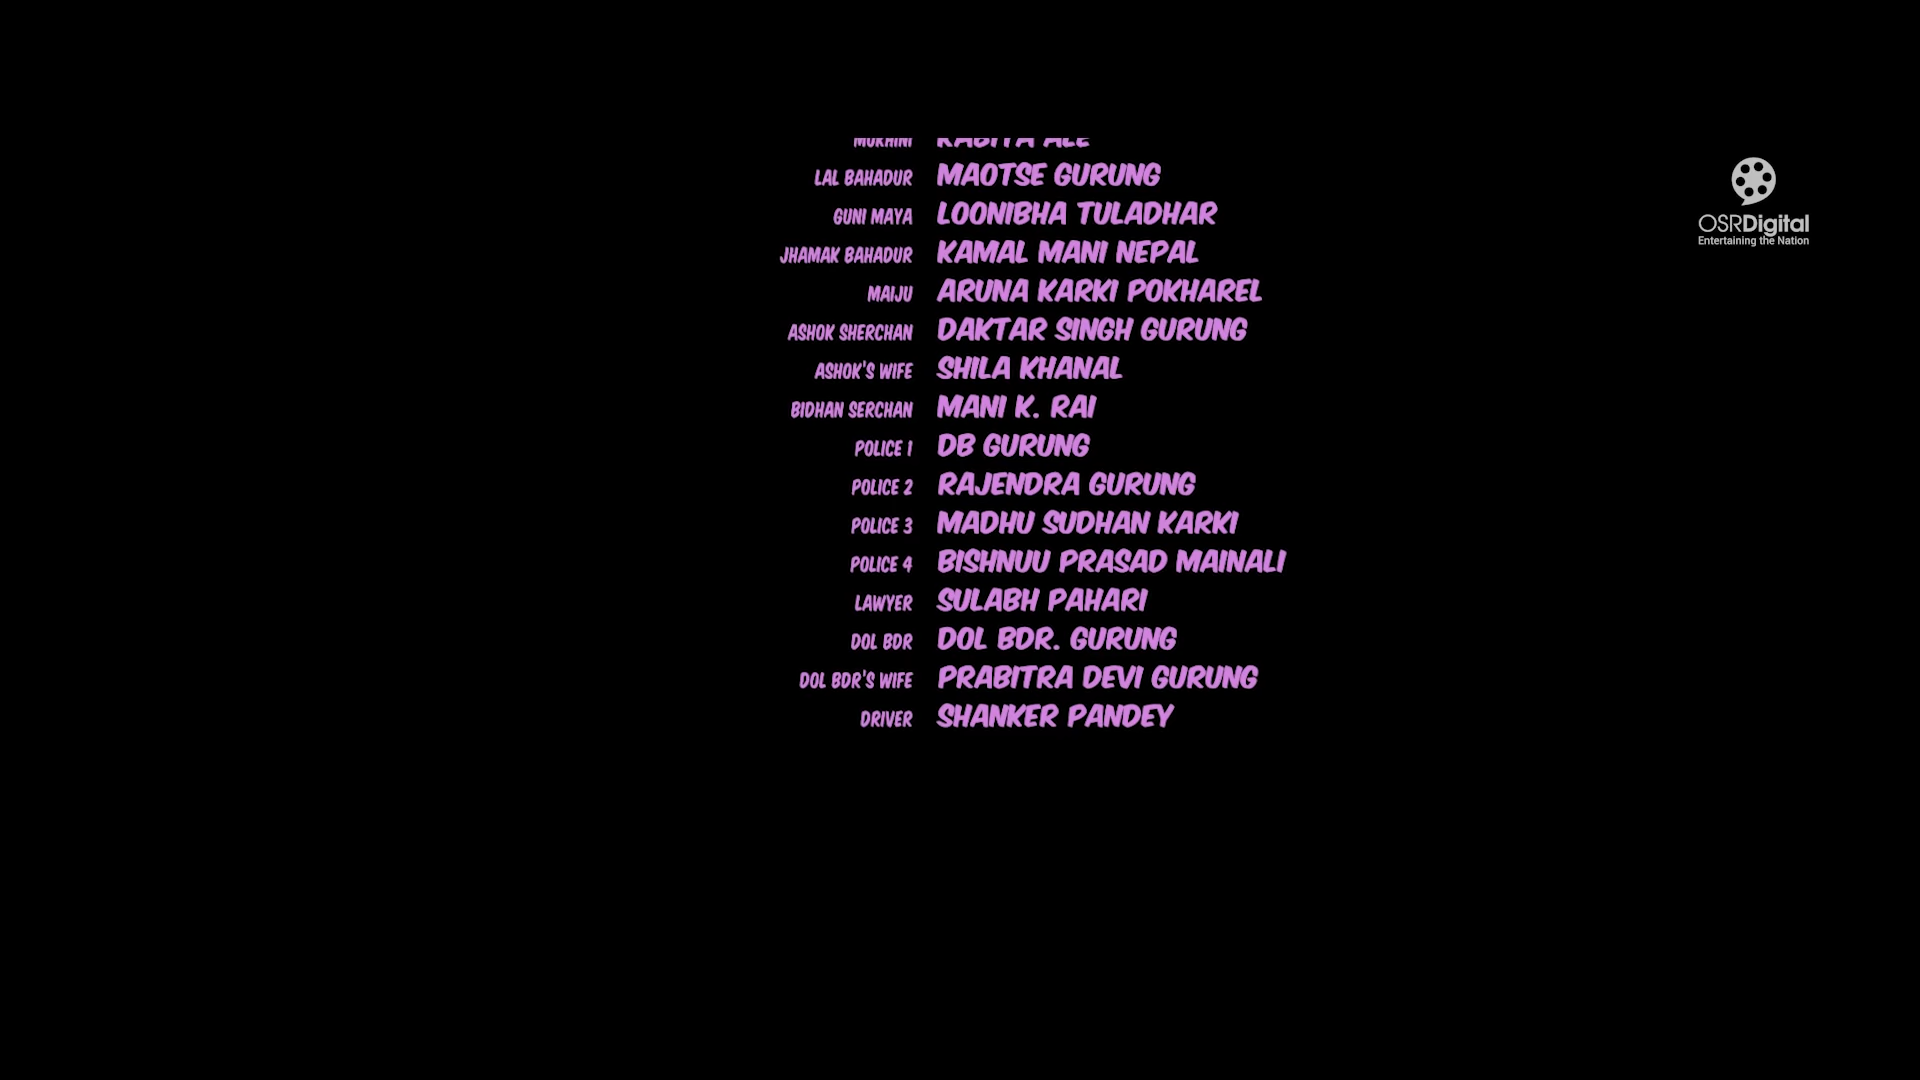 MUKHINI KABITA ALE
LAL BAHADUR MAOTSE GURUNG
GUNI MAYA LOONIBHA TULADHAR
JHAMAK BAHADUR KAMAL MANI NEPAL
MAIJU ARUNA KARKI POKHAREL
ASHOK SHERCHAN DAKTAR SINGH GURUNG
ASHOK'S WIFE SHILA KHANAL
BIDHAN SERCHAN MANI K. RAI
POLICE 1 DB GURUNG
POLICE 2 RAJENDRA GURUNG
POLICE 3 MADHU SUDHAN KARKI
POLICE 4 BISHNUU PRASAD MAINALI
LAWYER SULABH PAHARI
DOL BDR DOL BDR. GURUNG
DOL BDR'S WIFE PRABITRA DEVI GURUNG
DRIVER SHANKER PANDEY
OSRDigital
Entertaining the Nation